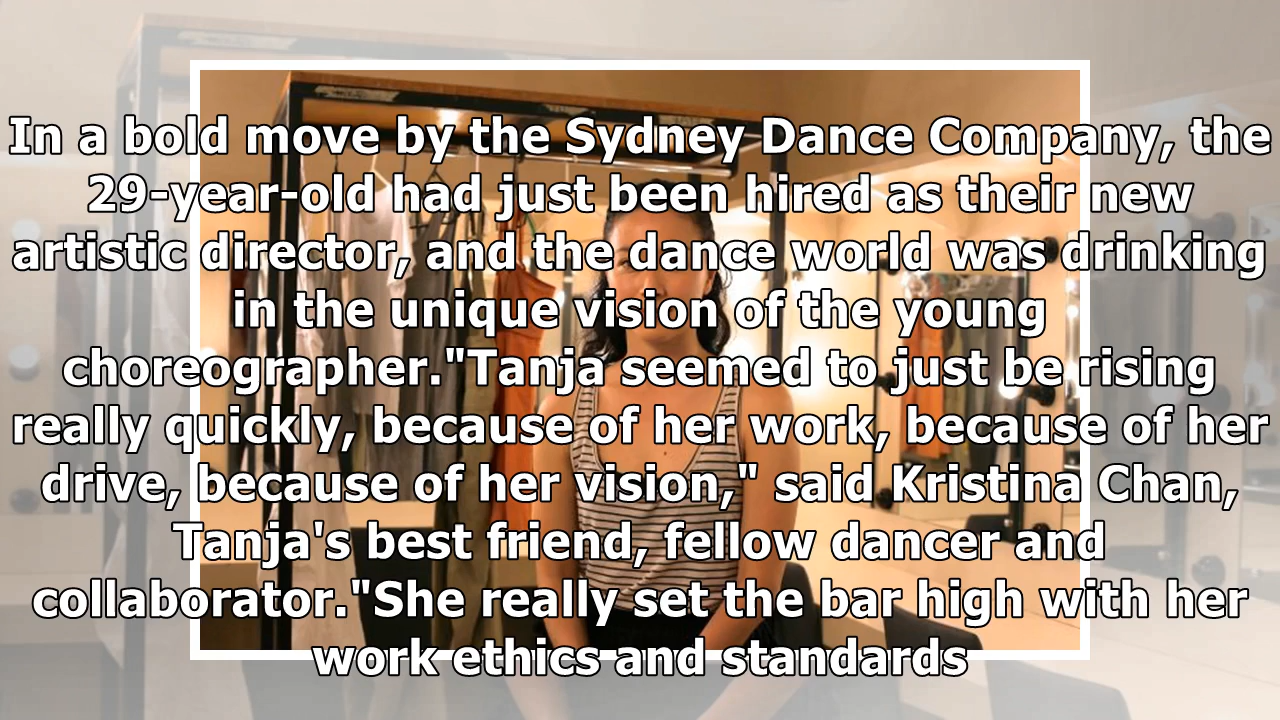 In a bold move by the Sydney Dance Company, the
29-year-old had just been hired as their new
artistic director, and the dance world was drinking
in the unique vision of the young
choreographer."Tanja seemed to just be rising
really quickly, because of her work, because of her
drive, because of her vision," said Kristina Chan,
Tanja's best friend, fellow dancer and
collaborator."She really set the bar high with her
work ethics and standards